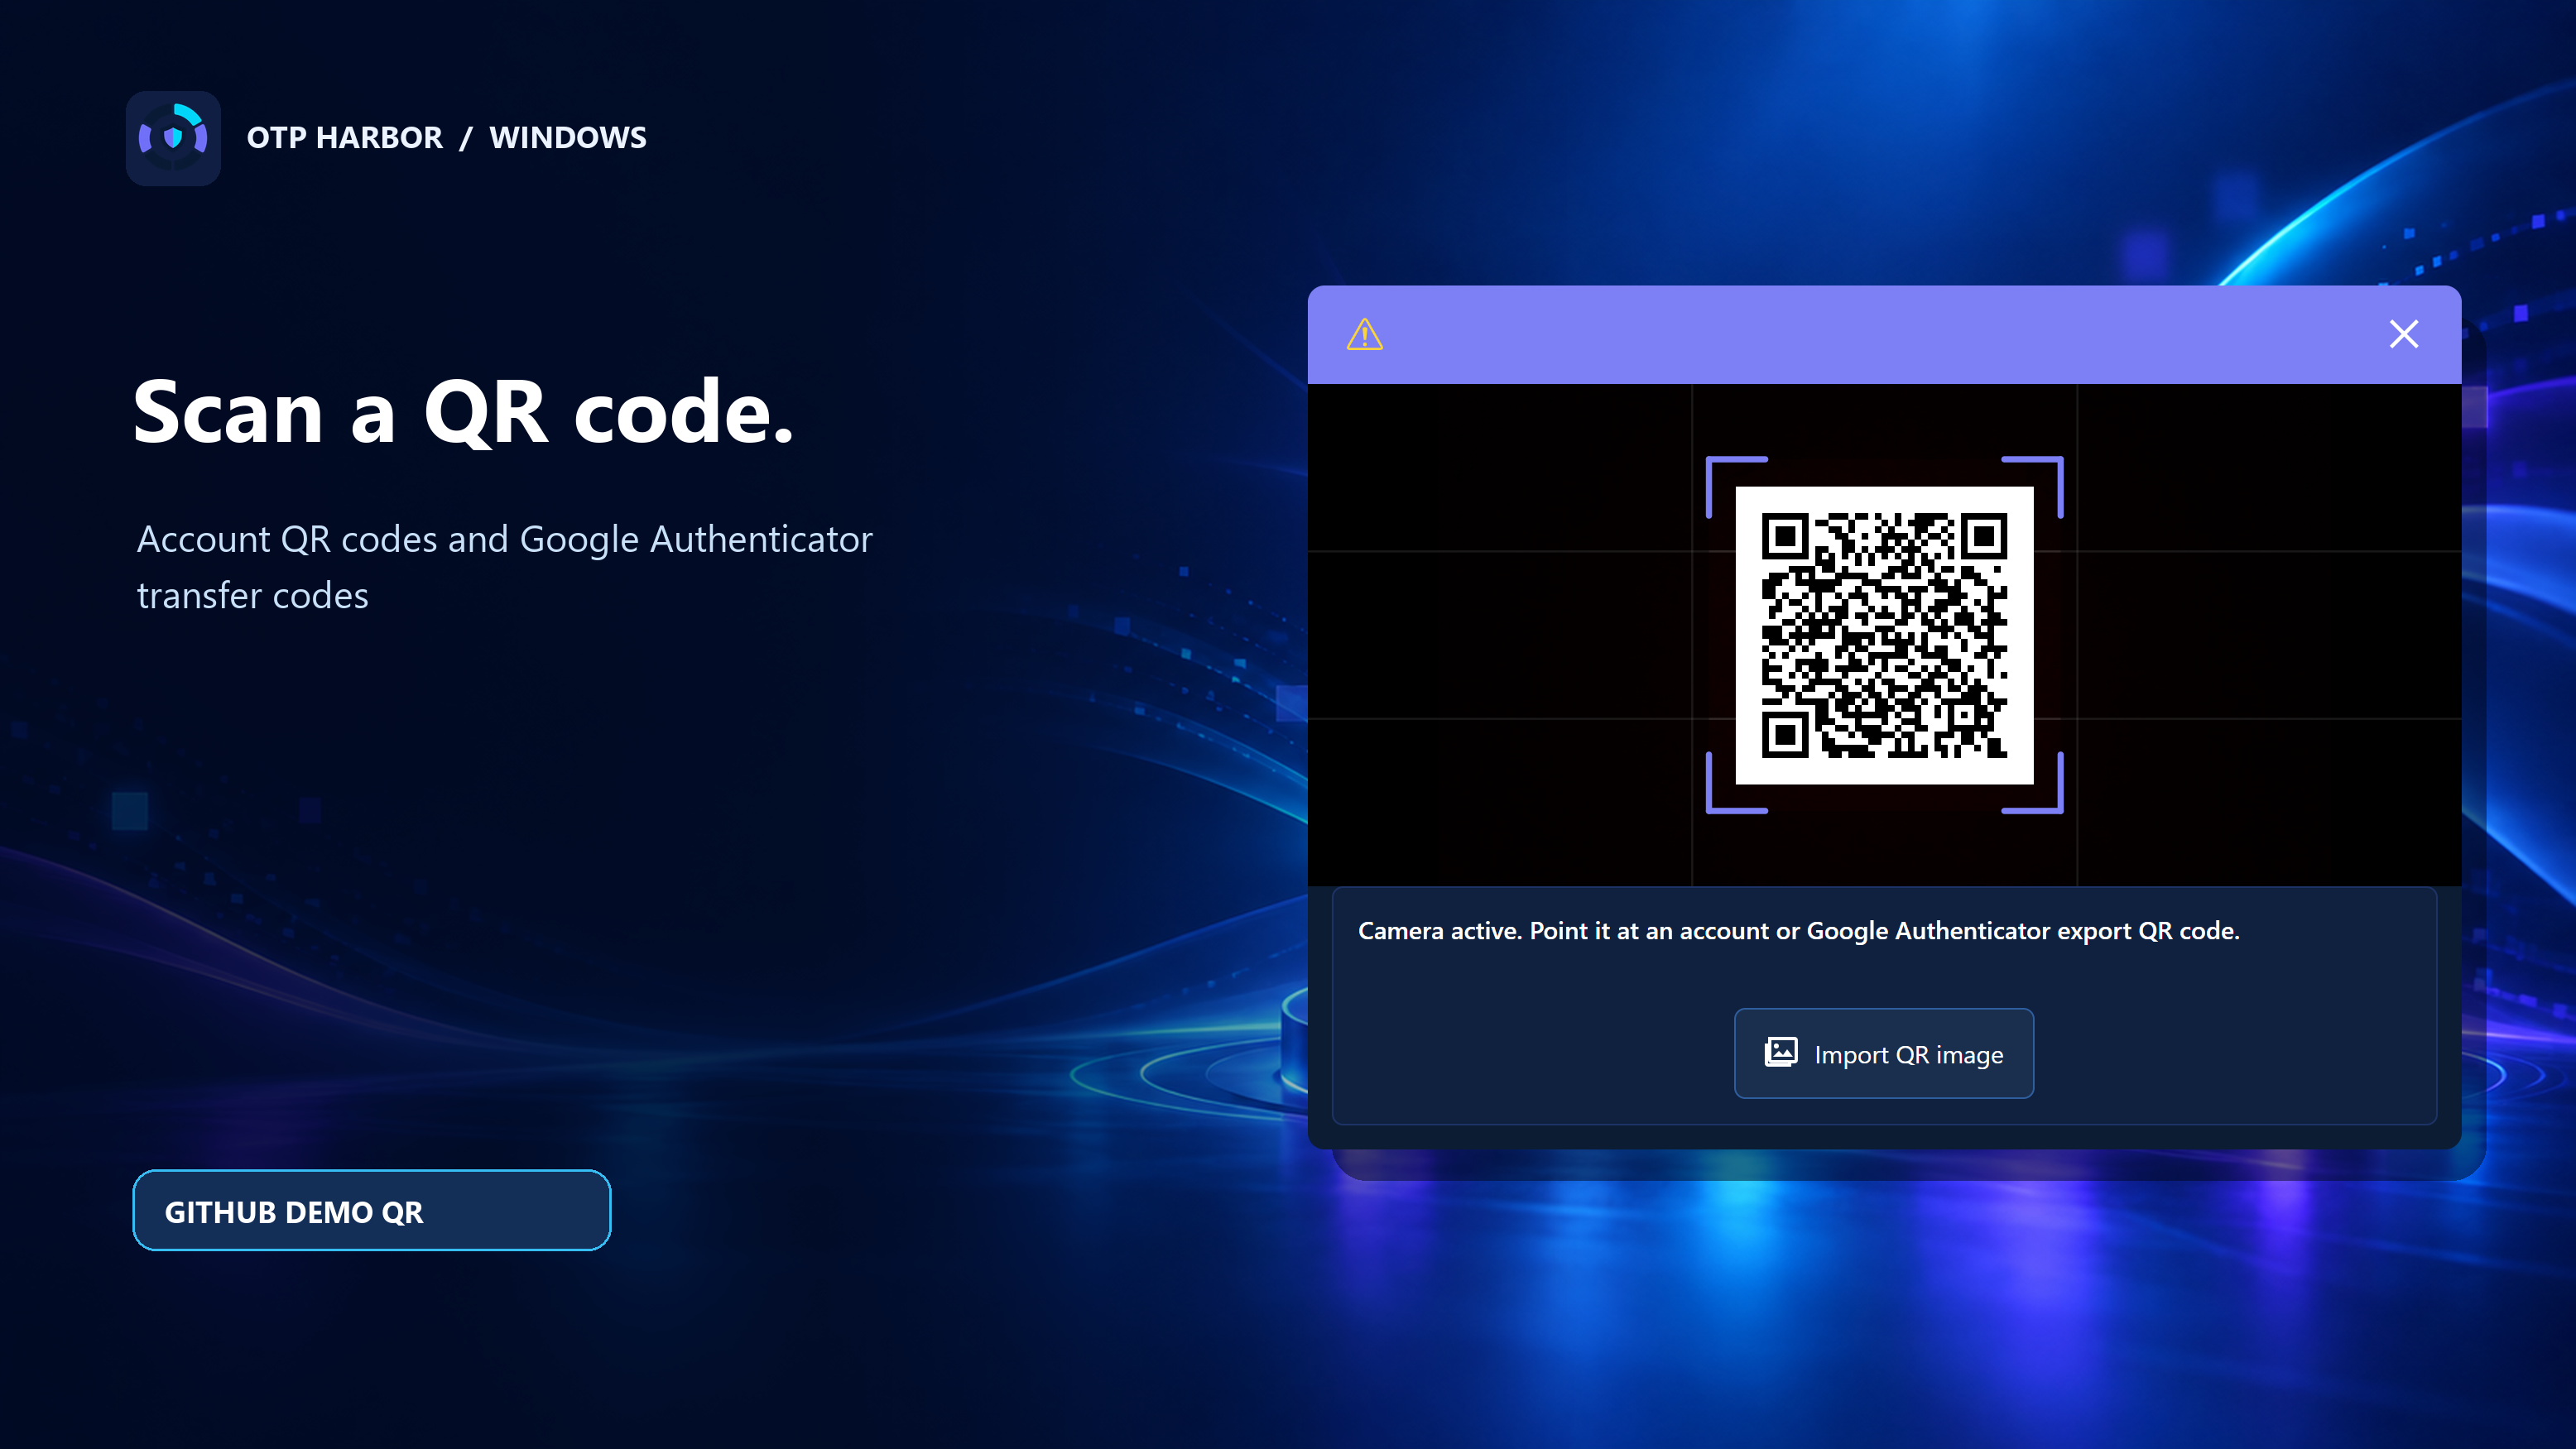 OTP HARBOR / WINDOWS
Scan a QR code.
Account QR codes and Google Authenticator
transfer codes
GITHUB DEMO QR
Camera active. Point it at an account or Google Authenticator export QR code.
Import QR image